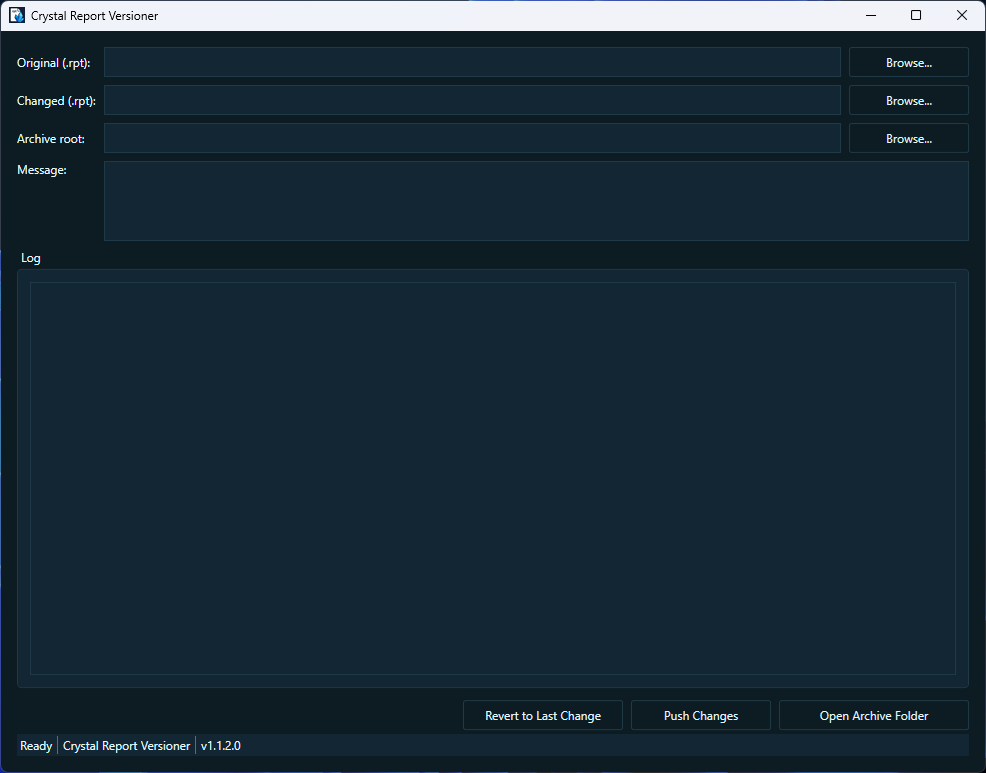 Crystal Report Versioner
Original (.rpt):
Browse...
Changed (.rpt):
Browse...
Archive root:
Browse...
Message:
Log
Revert to Last Change
Push Changes
Open Archive Folder
Ready
Crystal Report Versioner
v1.1.2.0